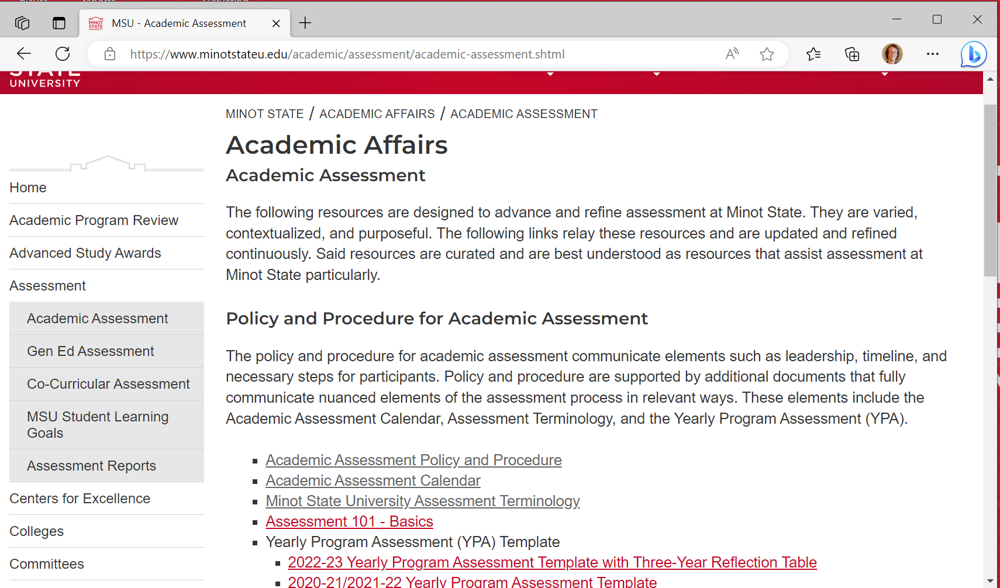 MSU - Academic Assessment
https://www.minotstateu.edu/academic/assessment/academic-assessment.shtml
UNIVERSITY
MINOT STATE / ACADEMIC AFFAIRS / ACADEMIC ASSESSMENT
Academic Affairs
Academic Assessment
The following resources are designed to advance and refine assessment at Minot State. They are varied,
contextualized, and purposeful. The following links relay these resources and are updated and refined
continuously. Said resources are curated and are best understood as resources that assist assessment at
Minot State particularly.
Policy and Procedure for Academic Assessment
The policy and procedure for academic assessment communicate elements such as leadership, timeline, and
necessary steps for participants. Policy and procedure are supported by additional documents that fully
communicate nuanced elements of the assessment process in relevant ways. These elements include the
Academic Assessment Calendar, Assessment Terminology, and the Yearly Program Assessment (YPA).
Academic Assessment Policy and Procedure
Academic Assessment Calendar
Minot State University Assessment Terminology
Assessment 101 - Basics
Yearly Program Assessment (YPA) Template
2022-23 Yearly Program Assessment Template with Three-Year Reflection Table
2020-21/2021-22 Yearly Program Assessment Template
Home
Academic Program Review
Advanced Study Awards
Assessment
Academic Assessment
Gen Ed Assessment
Co-Curricular Assessment
MSU Student Learning
Goals
Assessment Reports
Centers for Excellence
Colleges
Committees